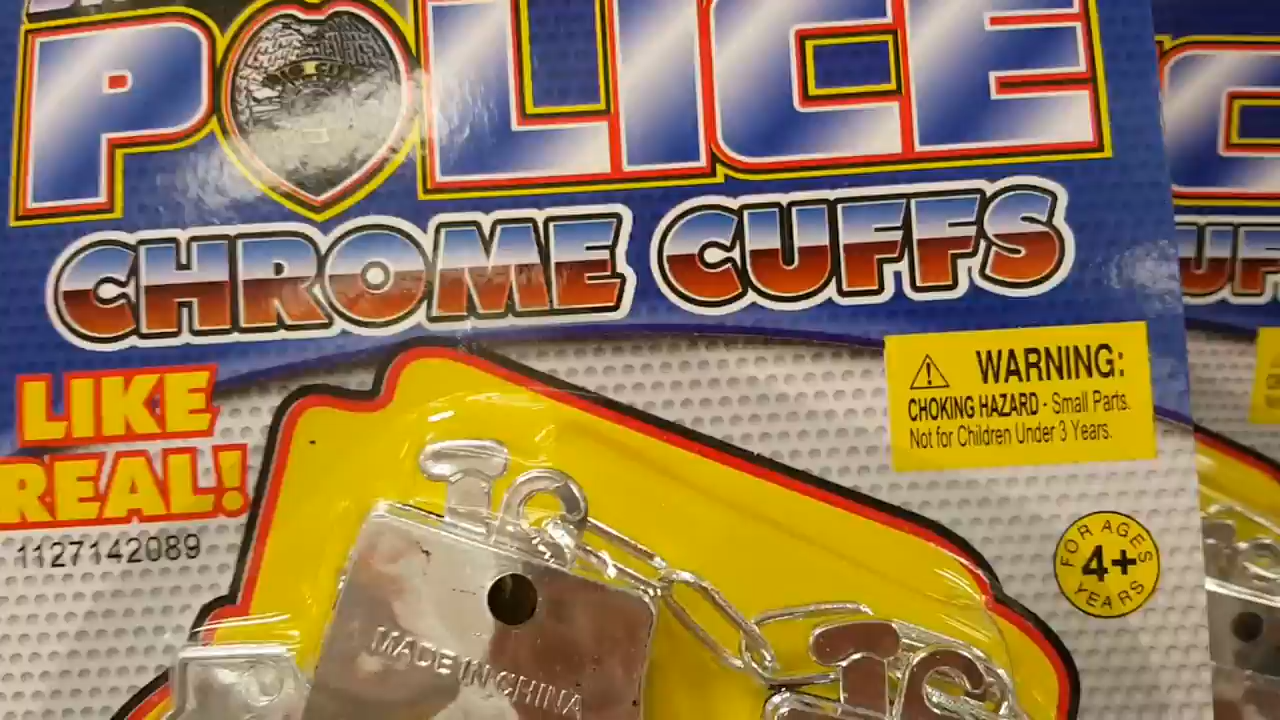 POLICE
CHROME CUFFS
WARNING:
CHOKING HAZARD - Small Parts.
Not for Children Under 3 Years.
LIKE
REAL!
1127142089
FOR AGES
4+
YEARS
MADE IN CHINA